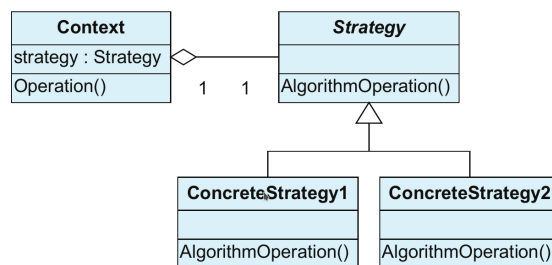 Context
strategy : Strategy
Operation()
1 1
Strategy
AlgorithmOperation()
ConcreteStrategy1
AlgorithmOperation()
ConcreteStrategy2
AlgorithmOperation()